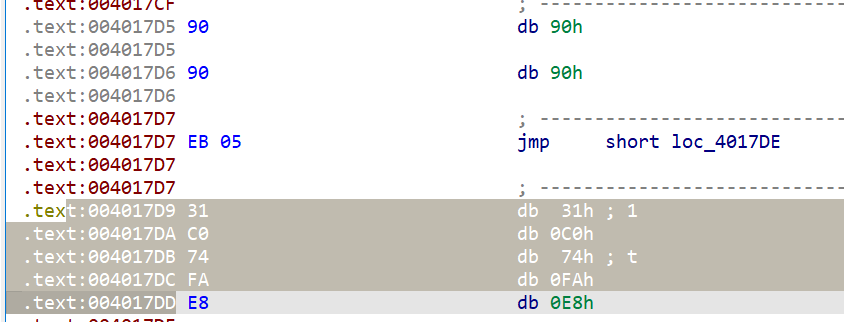 .text:004017CF ; ----------------------------
.text:004017D5 90 db 90h
.text:004017D5
.text:004017D6 90 db 90h
.text:004017D6
.text:004017D7 ; ----------------------------
.text:004017D7 EB 05 jmp short loc_4017DE
.text:004017D7
.text:004017D7 ; ----------------------------
.text:004017D9 31 db 31h ; 1
.text:004017DA C0 db 0C0h
.text:004017DB 74 db 74h ; t
.text:004017DC FA db 0FAh
.text:004017DD E8 db 0E8h